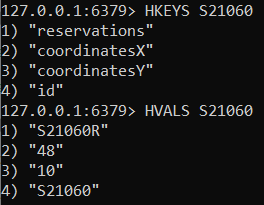 127.0.0.1:6379> HKEYS S21060
1) "reservations"
2) "coordinatesX"
3) "coordinatesY"
4) "id"
127.0.0.1:6379> HVALS S21060
1) "S21060R"
2) "48"
3) "10"
4) "S21060"